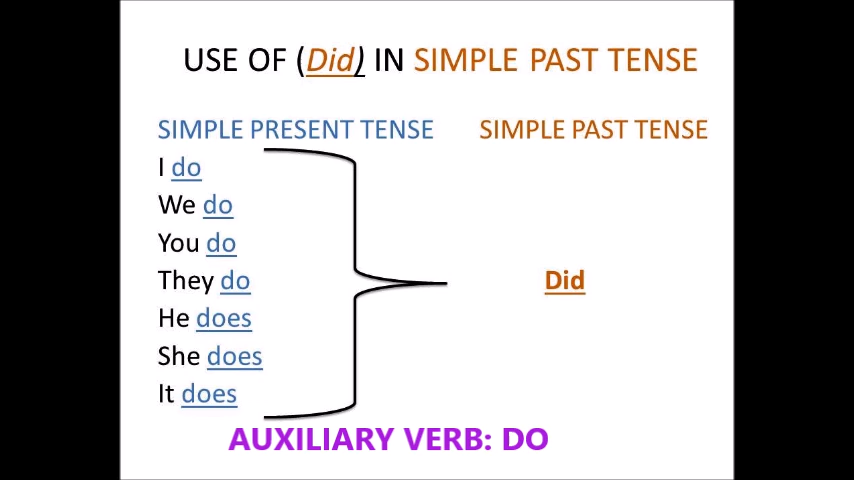 USE OF (Did) IN SIMPLE PAST TENSE
SIMPLE PRESENT TENSE
I do
We do
You do
They do
He does
She does
It does
SIMPLE PAST TENSE
Did
AUXILIARY VERB: DO